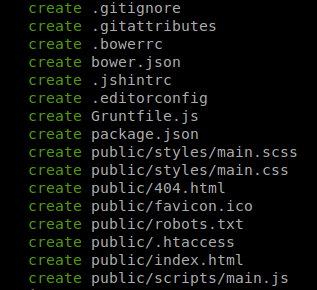 create .gitignore
create .gitattributes
create .bowerrc
create bower.json
create .jshintrc
create .editorconfig
create Gruntfile.js
create package.json
create public/styles/main.scss
create public/styles/main.css
create public/404.html
create public/favicon.ico
create public/robots.txt
create public/.htaccess
create public/index.html
create public/scripts/main.js